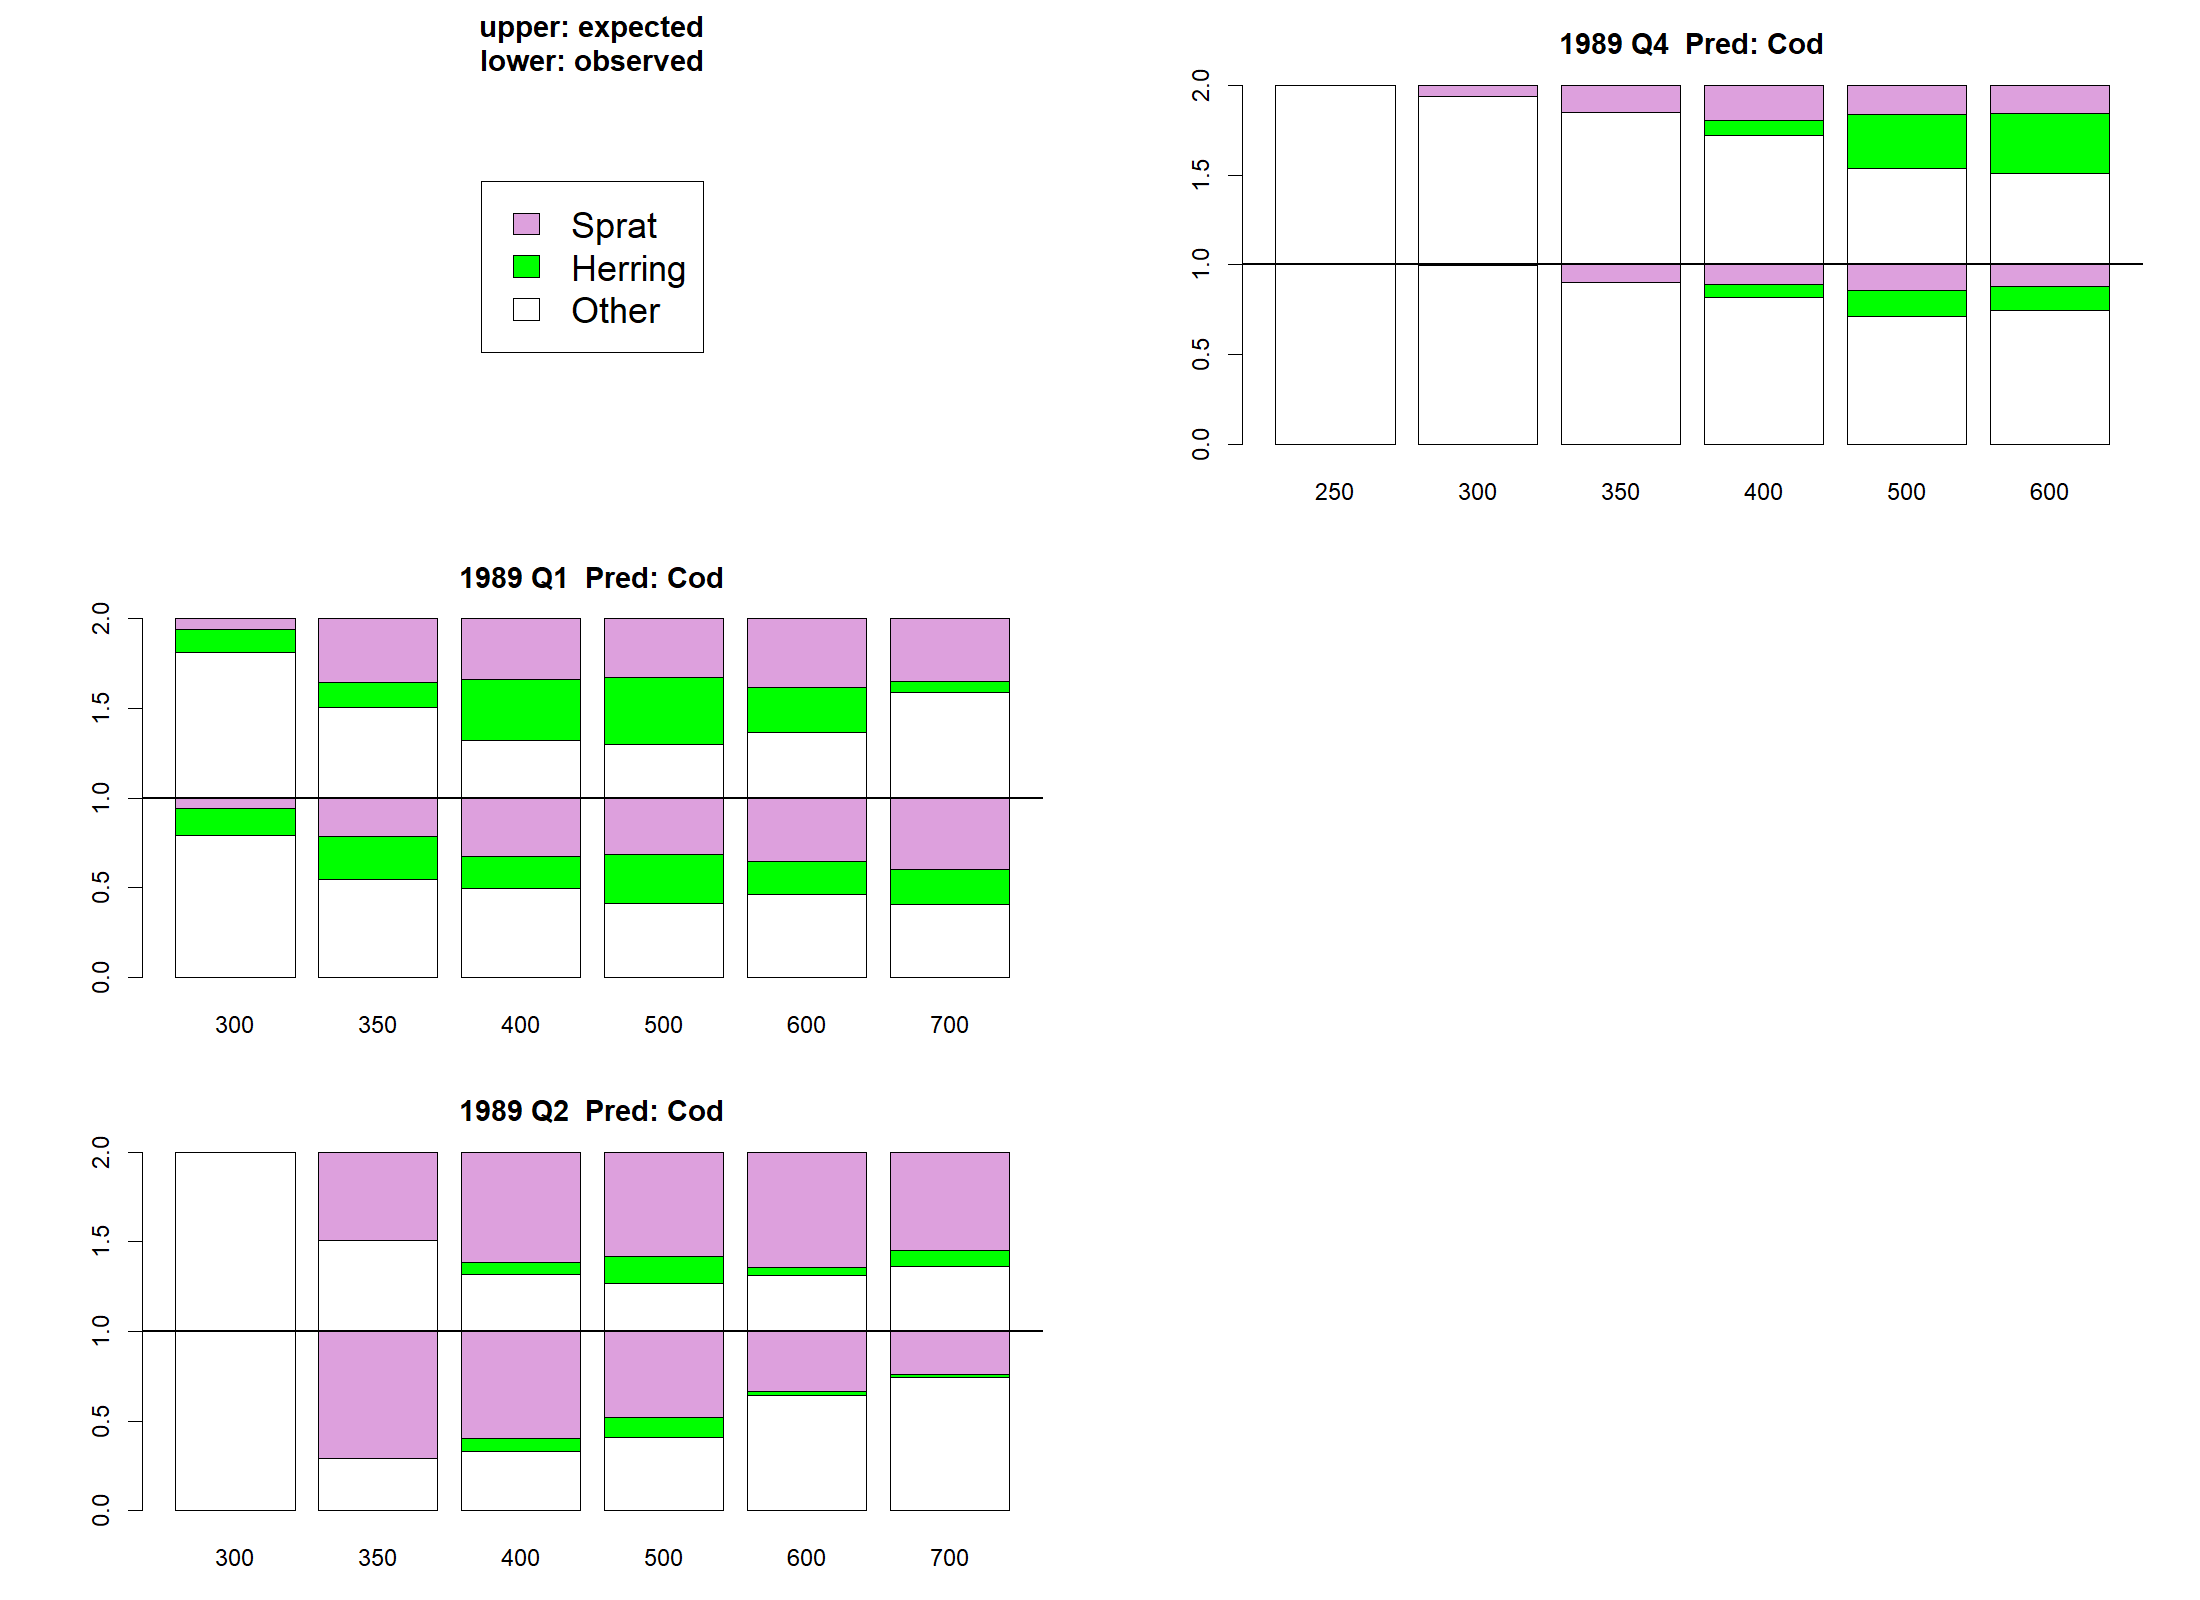 upper: expected
lower: observed
Sprat
Herring
Other
1989 Q4  Pred: Cod
2.0
1.5
1.0
0.5
0.0
250 300 350 400 500 600
1989 Q1  Pred: Cod
2.0
1.5
1.0
0.5
0.0
300 350 400 500 600 700
1989 Q2  Pred: Cod
2.0
1.5
1.0
0.5
0.0
300 350 400 500 600 700